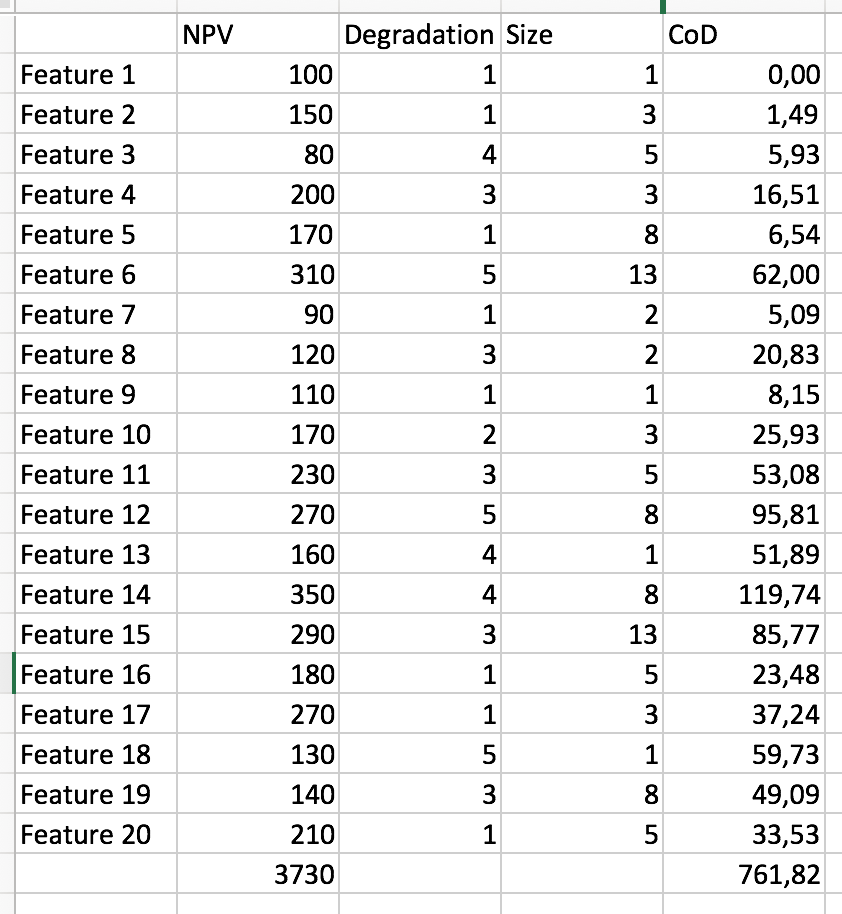 NPV Degradation Size CoD
Feature 1 100 1 1 0,00
Feature 2 150 1 3 1,49
Feature 3 80 4 5 5,93
Feature 4 200 3 3 16,51
Feature 5 170 1 8 6,54
Feature 6 310 5 13 62,00
Feature 7 90 1 2 5,09
Feature 8 120 3 2 20,83
Feature 9 110 1 1 8,15
Feature 10 170 2 3 25,93
Feature 11 230 3 5 53,08
Feature 12 270 5 8 95,81
Feature 13 160 4 1 51,89
Feature 14 350 4 8 119,74
Feature 15 290 3 13 85,77
Feature 16 180 1 5 23,48
Feature 17 270 1 3 37,24
Feature 18 130 5 1 59,73
Feature 19 140 3 8 49,09
Feature 20 210 1 5 33,53
3730 761,82